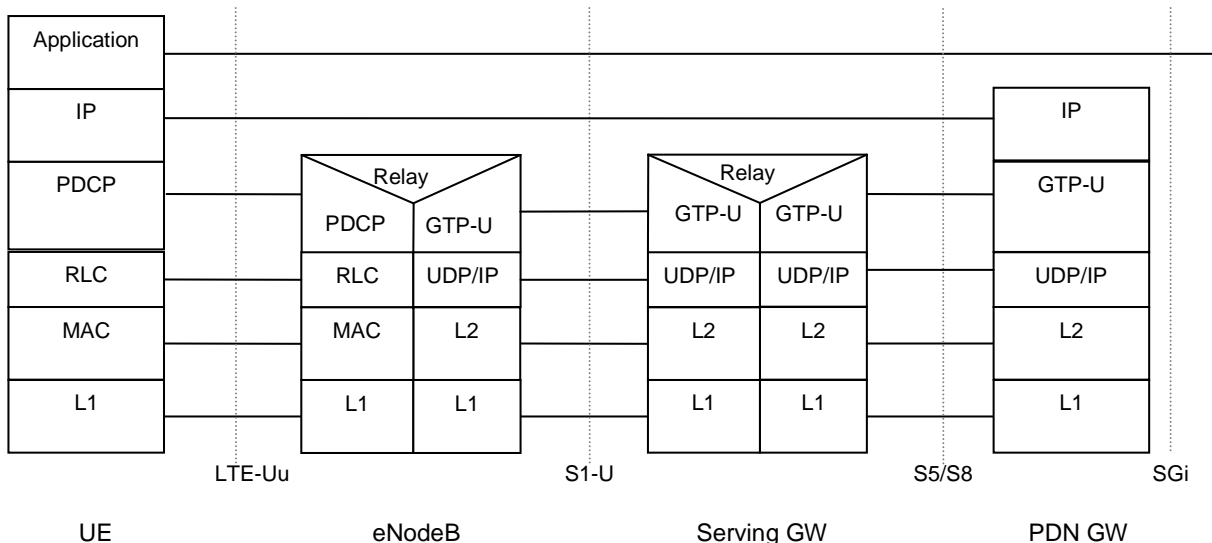 Application
IP
IP
Relay
Relay
PDCP
GTP-U
PDCP
GTP-U
GTP-U
GTP-U
RLC
RLC
UDP/IP
UDP/IP
UDP/IP
UDP/IP
MAC
MAC
L2
L2
L2
L2
L1
L1
L1
L1
L1
L1
LTE-Uu
S1-U
S5/S8
SGi
UE
eNodeB
Serving GW
PDN GW